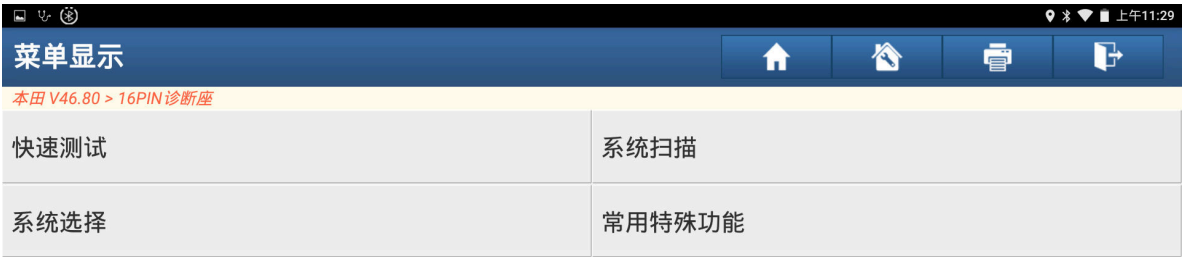 上午11:29
菜单显示
本田 V46.80 > 16PIN诊断座
快速测试
系统扫描
系统选择
常用特殊功能